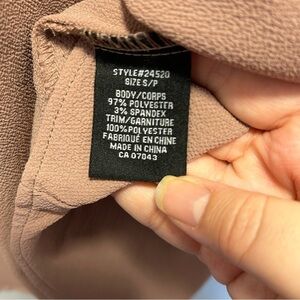 STYLE#24520
SIZE S/P
BODY/CORPS
97% POLYESTER
3% SPANDEX
TRIM/GARNITURE
100% POLYESTER
FABRIQUÉ EN CHINE
MADE IN CHINA
CA 07043